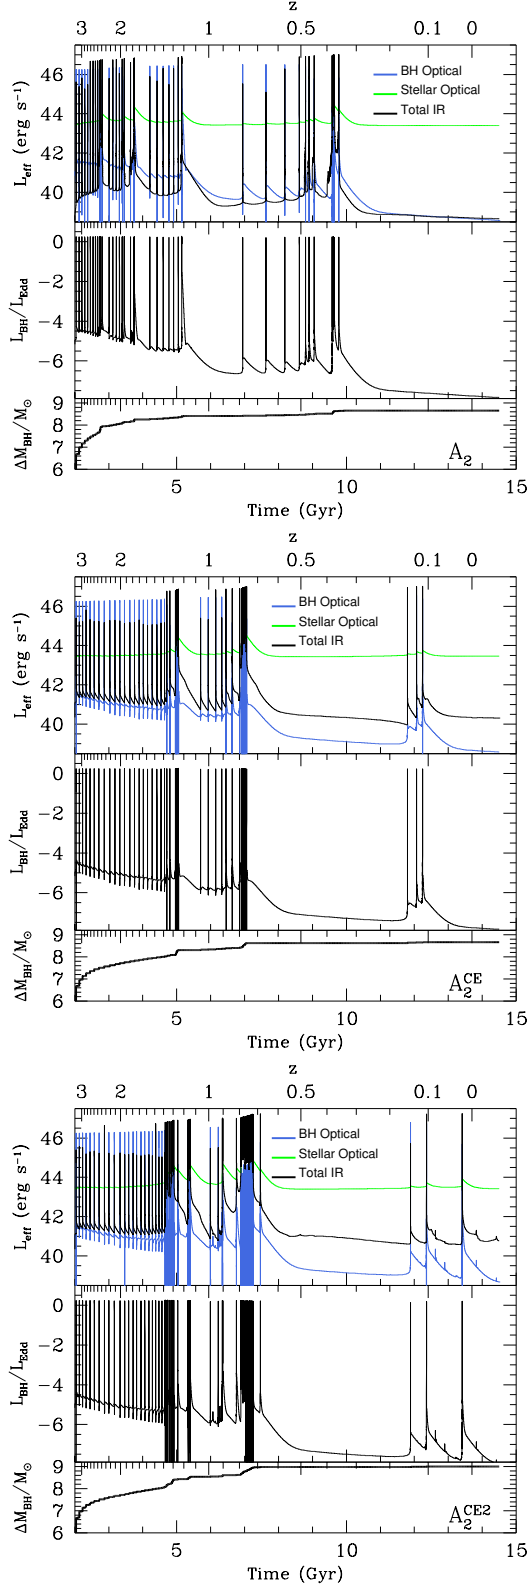 z
3 2 1 0.5 0.1 0
46
44
42
40
L_eff (erg s⁻¹)
BH Optical
Stellar Optical
Total IR
0
−2
−4
−6
L_BH/L_Edd
9
8
7
6
ΔM_BH/M_⊙
A_2
5 10 15
Time (Gyr)
z
3 2 1 0.5 0.1 0
46
44
42
40
L_eff (erg s⁻¹)
BH Optical
Stellar Optical
Total IR
0
−2
−4
−6
L_BH/L_Edd
9
8
7
6
ΔM_BH/M_⊙
A_2^CE
5 10 15
Time (Gyr)
z
3 2 1 0.5 0.1 0
46
44
42
40
L_eff (erg s⁻¹)
BH Optical
Stellar Optical
Total IR
0
−2
−4
−6
L_BH/L_Edd
9
8
7
6
ΔM_BH/M_⊙
A_2^CE2
5 10 15
Time (Gyr)